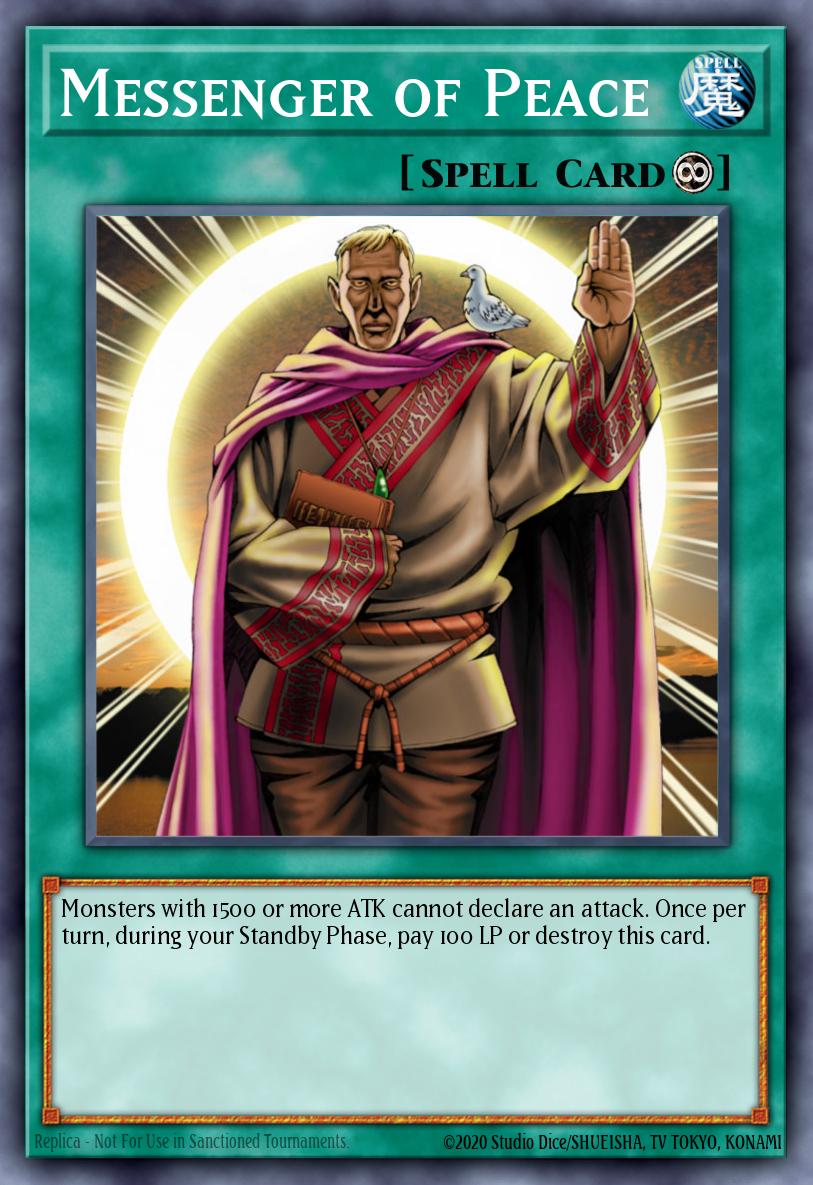 Messenger of Peace
SPELL
魔
[Spell Card]
Monsters with 1500 or more ATK cannot declare an attack. Once per
turn, during your Standby Phase, pay 100 LP or destroy this card.
Replica - Not For Use in Sanctioned Tournaments.
©2020 Studio Dice/SHUEISHA, TV TOKYO, KONAMI